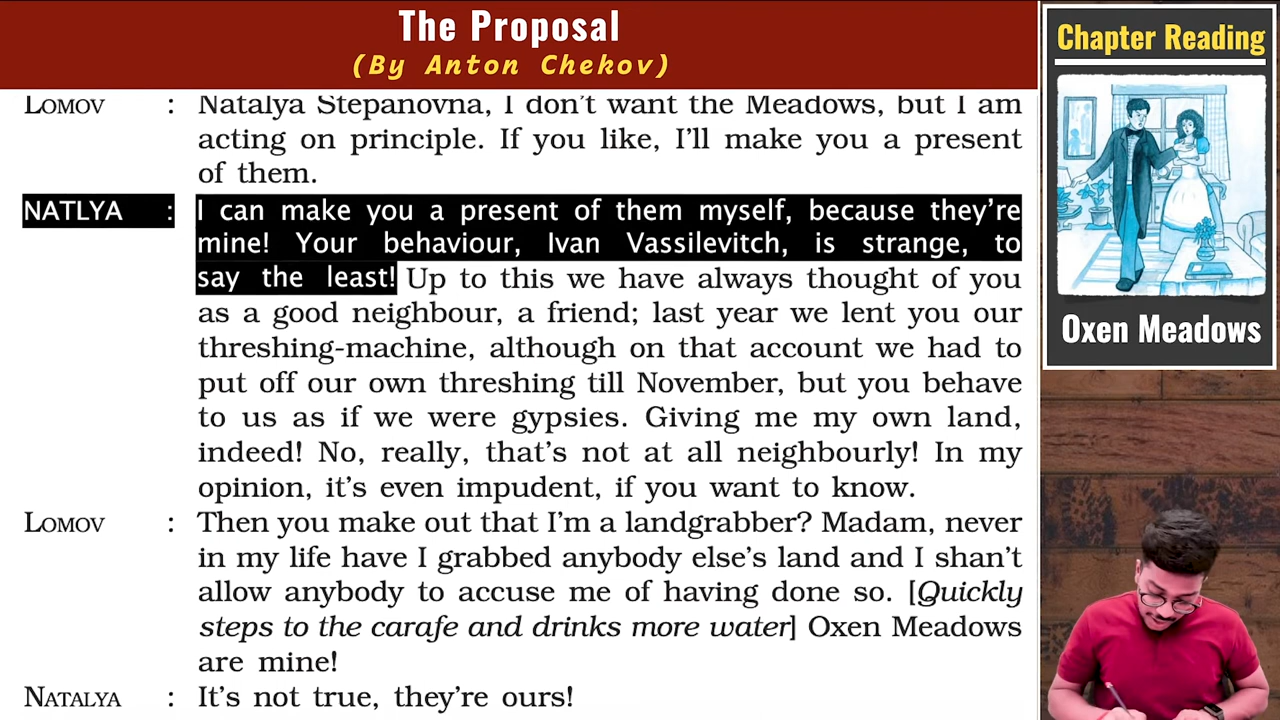 The Proposal
(By Anton Chekov)
LOMOV : Natalya Stepanovna, I don't want the Meadows, but I am
acting on principle. If you like, I'll make you a present
of them.
NATLYA : I can make you a present of them myself, because they're
mine! Your behaviour, Ivan Vassilevitch, is strange, to
say the least! Up to this we have always thought of you
as a good neighbour, a friend; last year we lent you our
threshing-machine, although on that account we had to
put off our own threshing till November, but you behave
to us as if we were gypsies. Giving me my own land,
indeed! No, really, that's not at all neighbourly! In my
opinion, it's even impudent, if you want to know.
LOMOV : Then you make out that I'm a landgrabber? Madam, never
in my life have I grabbed anybody else's land and I shan't
allow anybody to accuse me of having done so. [Quickly
steps to the carafe and drinks more water] Oxen Meadows
are mine!
NATALYA : It's not true, they're ours!
Chapter Reading
Oxen Meadows